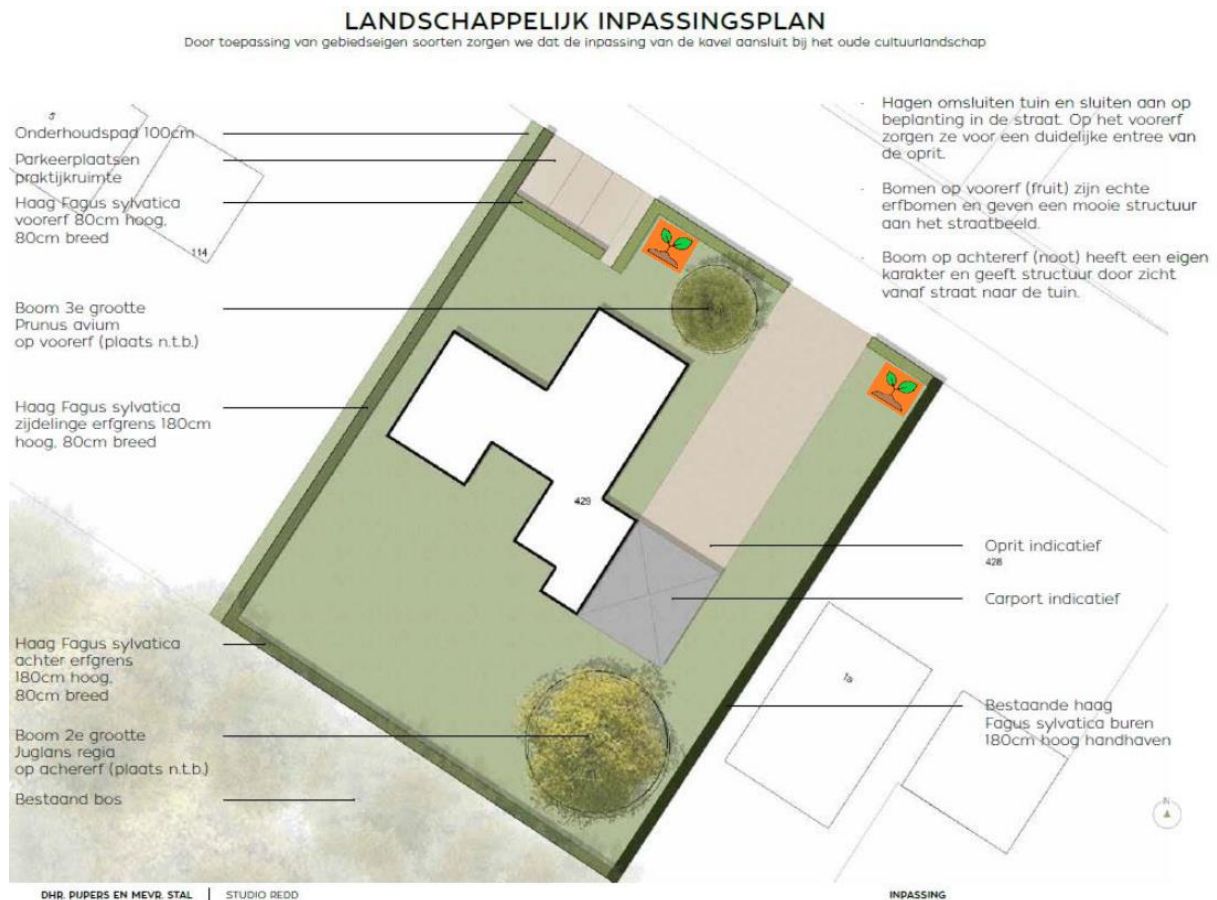 LANDSCHAPPELIJK INPASSINGSPLAN
Door toepassing van gebiedseigen soorten zorgen we dat de inpassing van de kavel aansluit bij het oude cultuurlandschap
Onderhoudspad 100cm
Parkeerplaatsen
praktijkruimte
Haag Fagus sylvatica
voorerf 80cm hoog,
80cm breed
114
Boom 3e grootte
Prunus avium
op voorerf (plaats n.t.b.)
Haag Fagus sylvatica
zijdelinge erfgrens 180cm
hoog, 80cm breed
Haag Fagus sylvatica
achter erfgrens
180cm hoog,
80cm breed
Boom 2e grootte
Juglans regia
op achererf (plaats n.t.b.)
Bestaand bos
- Hagen omsluiten tuin en sluiten aan op
beplanting in de straat. Op het voorerf
zorgen ze voor een duidelijke entree van
de oprit.
- Bomen op voorerf (fruit) zijn echte
erfbomen en geven een mooie structuur
aan het straatbeeld.
- Boom op achtererf (noot) heeft een eigen
karakter en geeft structuur door zicht
vanaf straat naar de tuin.
429
Oprit indicatief
428
Carport indicatief
1a
Bestaande haag
Fagus sylvatica buren
180cm hoog handhaven
N
DHR. PIJPERS EN MEVR. STAL | STUDIO REDD
INPASSING